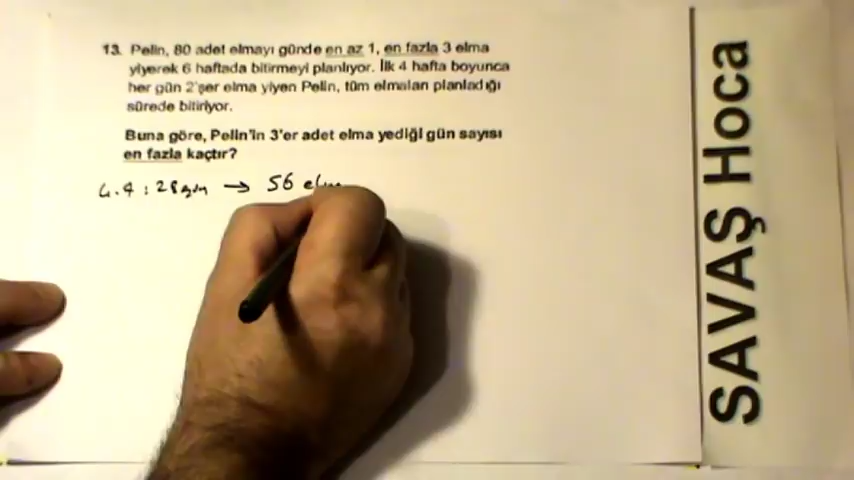 13. Pelin, 80 adet elmayı günde en az 1, en fazla 3 elma
yiyerek 6 haftada bitirmeyi planlıyor. İlk 4 hafta boyunca
her gün 2'şer elma yiyen Pelin, tüm elmaları planladığı
sürede bitiriyor.
Buna göre, Pelin'in 3'er adet elma yediği gün sayısı
en fazla kaçtır?
4.7 : 28 gün → 56 elma
SAVAŞ Hoca